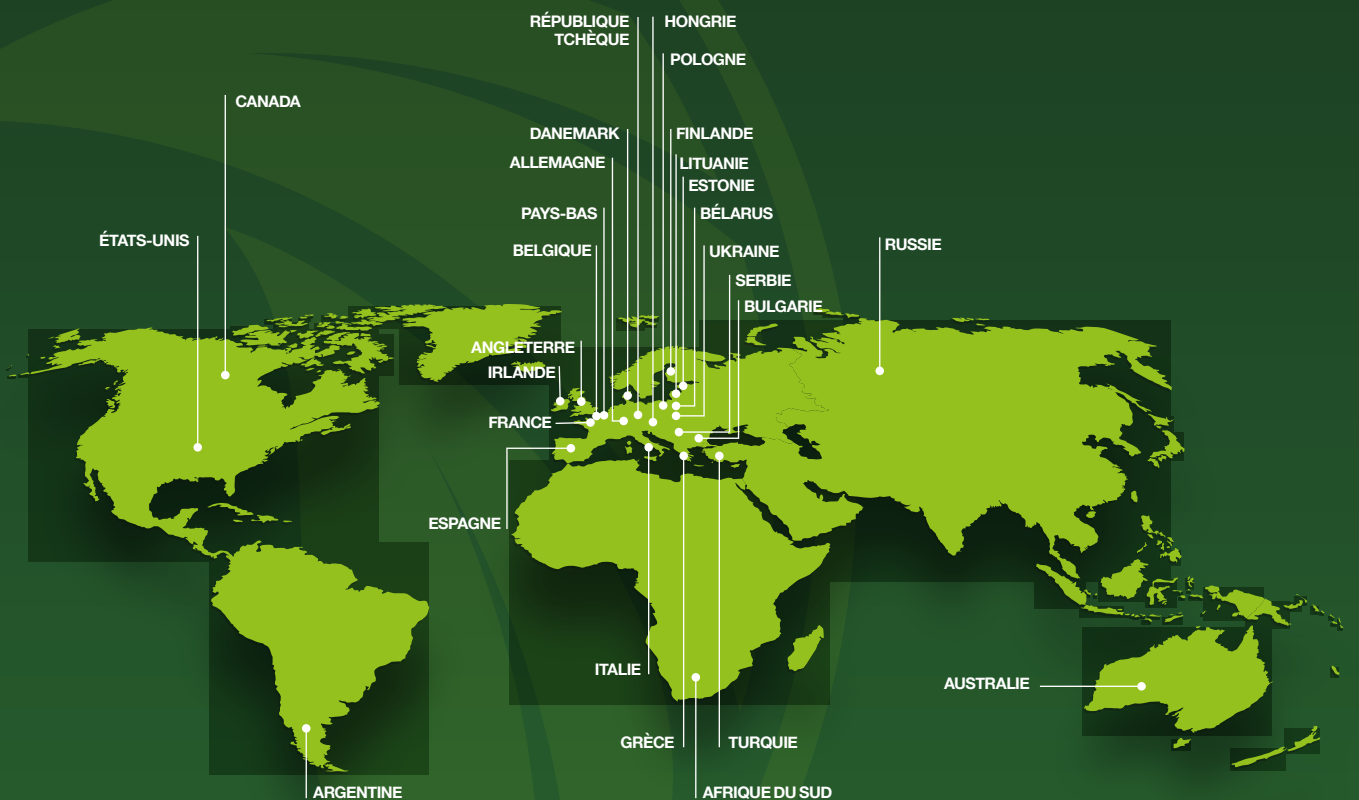 RÉPUBLIQUE
TCHÈQUE
HONGRIE
POLOGNE
CANADA
DANEMARK
FINLANDE
ALLEMAGNE
LITUANIE
ESTONIE
PAYS-BAS
BÉLARUS
ÉTATS-UNIS
BELGIQUE
UKRAINE
RUSSIE
SERBIE
BULGARIE
ANGLETERRE
IRLANDE
FRANCE
ESPAGNE
ITALIE
AUSTRALIE
GRÈCE
TURQUIE
ARGENTINE
AFRIQUE DU SUD